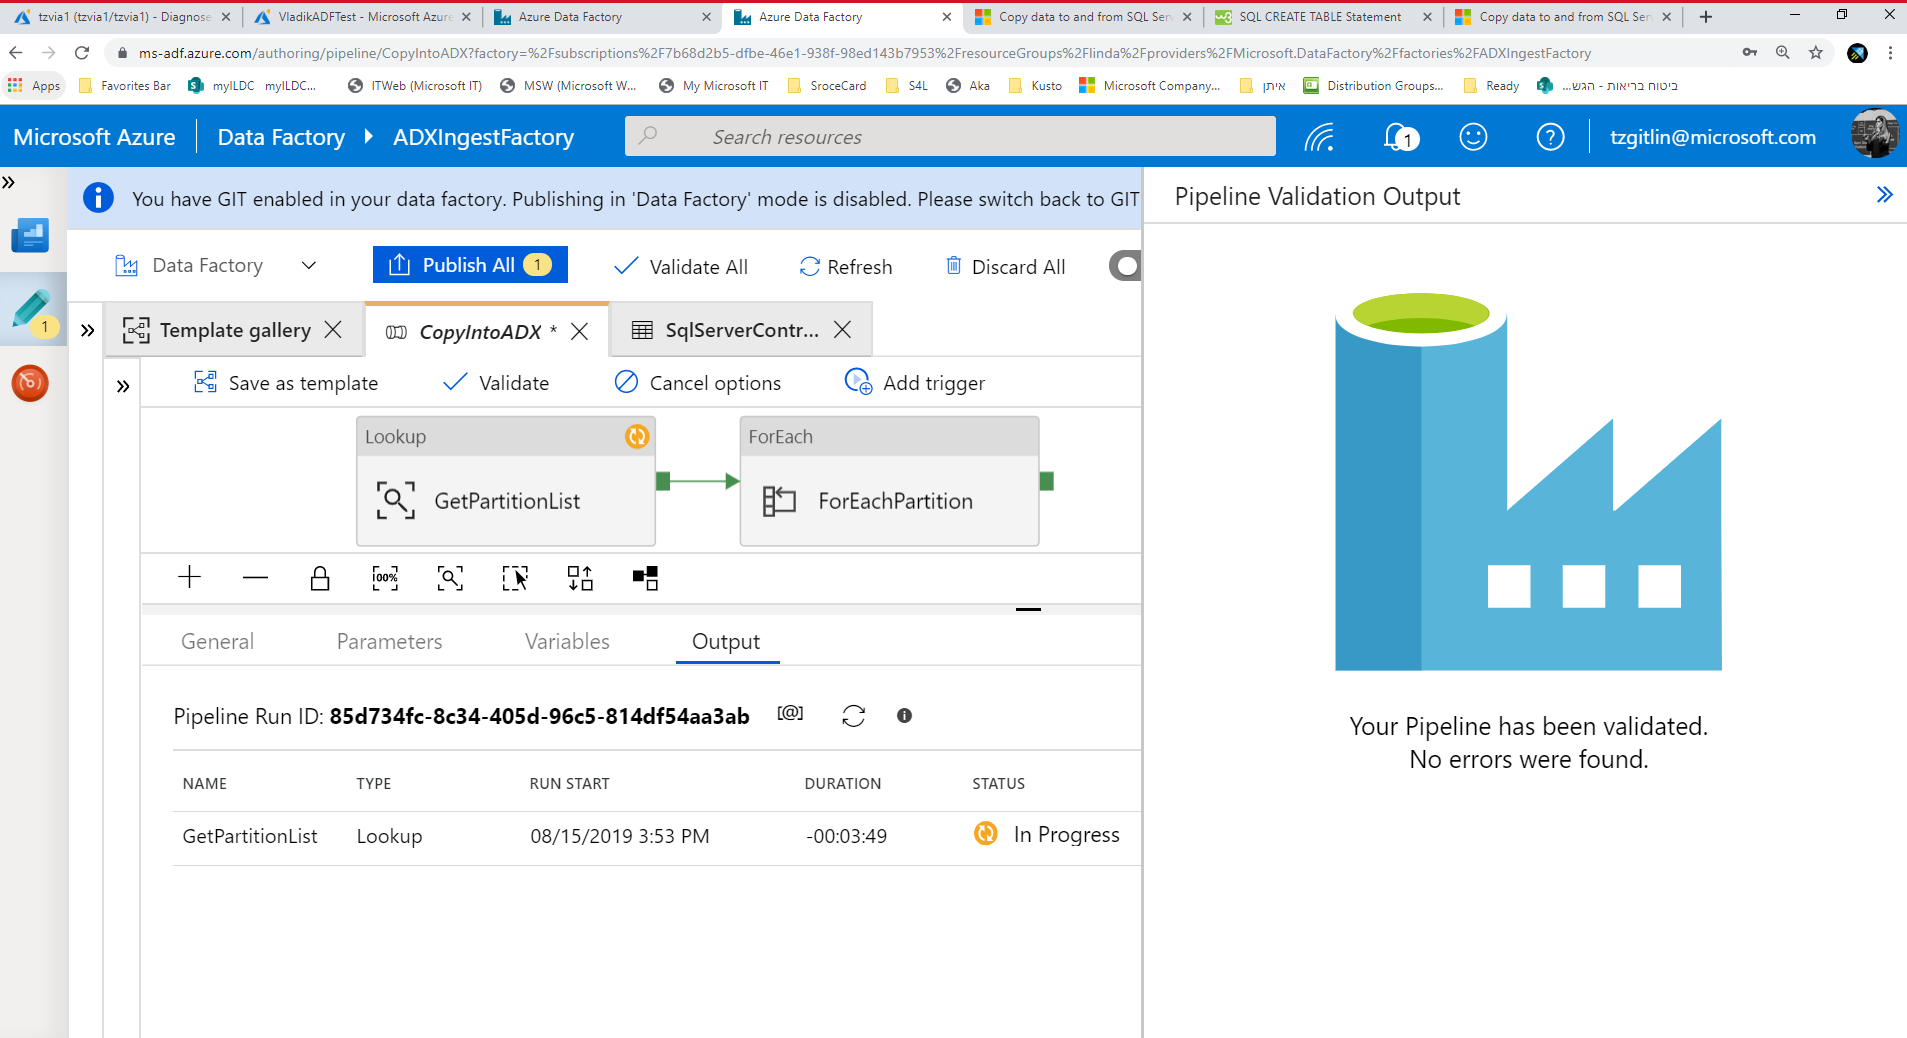 tzvia1 (tzvia1/tzvia1) - Diagnose
VladikADFTest - Microsoft Azure
Azure Data Factory
Azure Data Factory
Copy data to and from SQL Serv
SQL CREATE TABLE Statement
Copy data to and from SQL Serv
ms-adf.azure.com/authoring/pipeline/CopyIntoADX?factory=%2Fsubscriptions%2F7b68d2b5-dfbe-46e1-938f-98ed143b7953%2FresourceGroups%2Flinda%2Fproviders%2FMicrosoft.DataFactory%2Ffactories%2FADXIngestFactory
Apps
Favorites Bar
myILDC myILDC...
ITWeb (Microsoft IT)
MSW (Microsoft W...
My Microsoft IT
SroceCard
S4L
Aka
Kusto
Microsoft Company...
איתן
Distribution Groups...
Ready
ביטוח בריאות - הגש...
Microsoft Azure
Data Factory
ADXIngestFactory
Search resources
1
tzgitlin@microsoft.com
You have GIT enabled in your data factory. Publishing in 'Data Factory' mode is disabled. Please switch back to GIT
Data Factory
Publish All 1
Validate All
Refresh
Discard All
1
Template gallery
CopyIntoADX *
SqlServerContr...
Save as template
Validate
Cancel options
Add trigger
Lookup
GetPartitionList
ForEach
ForEachPartition
100%
General
Parameters
Variables
Output
Pipeline Run ID: 85d734fc-8c34-405d-96c5-814df54aa3ab
[@]
NAME TYPE RUN START DURATION STATUS
GetPartitionList Lookup 08/15/2019 3:53 PM -00:03:49 In Progress
Pipeline Validation Output
Your Pipeline has been validated.
No errors were found.